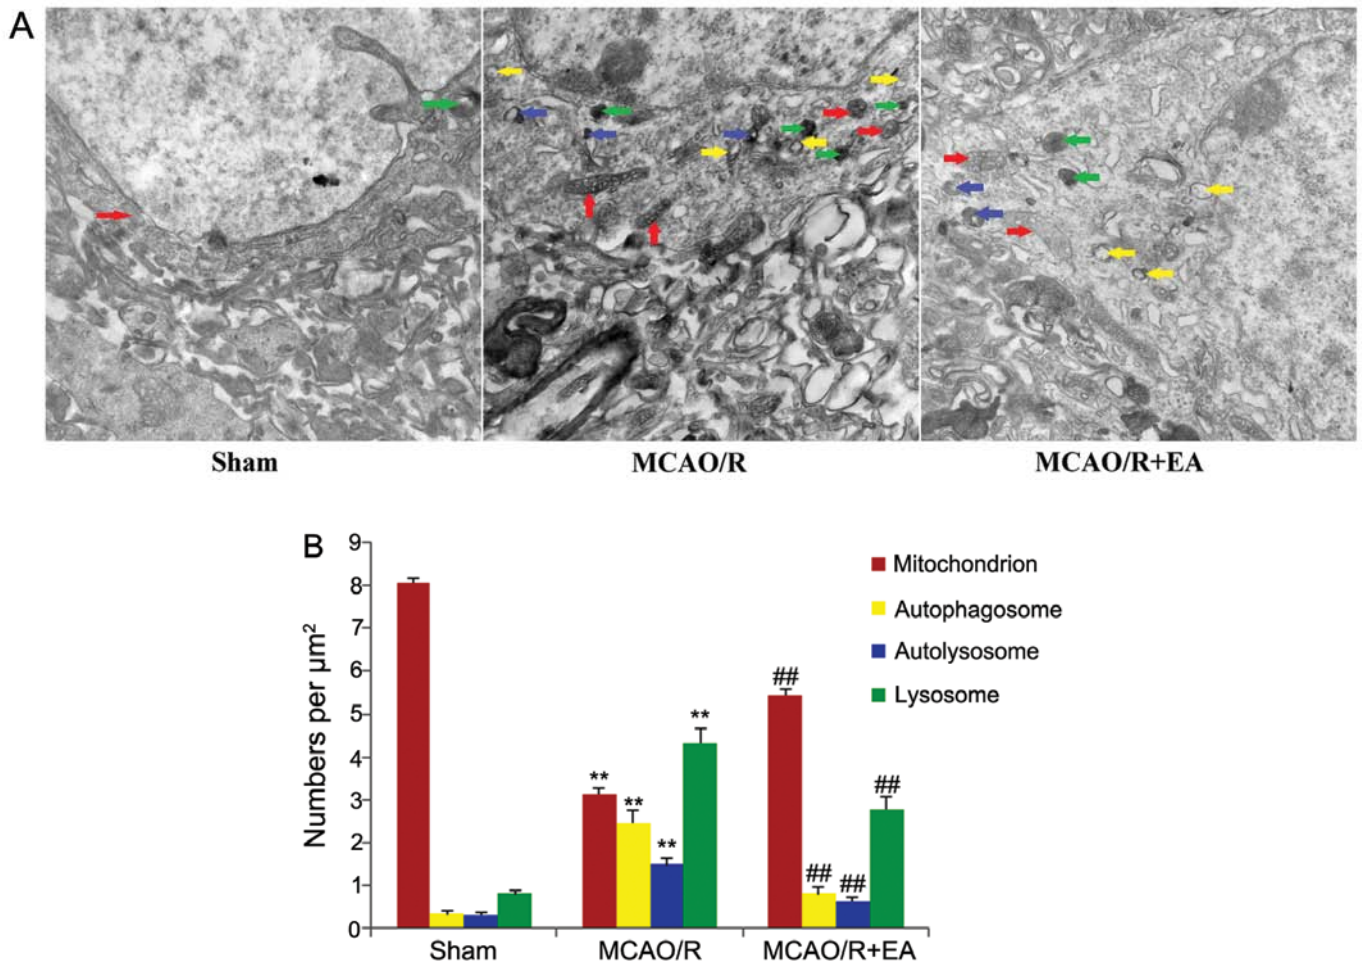 A
Sham
MCAO/R
MCAO/R+EA
B
Numbers per µm²
9
8
7
6
5
4
3
2
1
0
**
**
**
**
##
##
##
##
Mitochondrion
Autophagosome
Autolysosome
Lysosome
Sham
MCAO/R
MCAO/R+EA